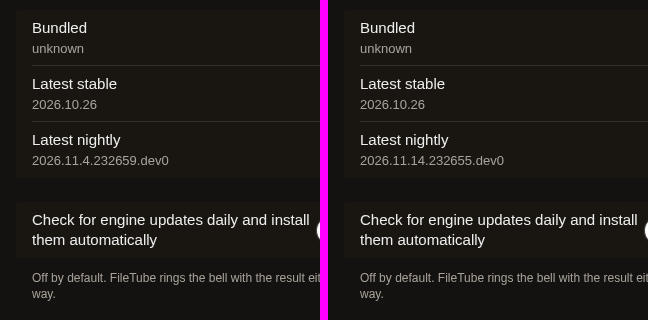 Bundled
unknown
Latest stable
2026.10.26
Latest nightly
2026.11.4.232659.dev0
Check for engine updates daily and install
them automatically
Off by default. FileTube rings the bell with the result eit
way.
Bundled
unknown
Latest stable
2026.10.26
Latest nightly
2026.11.14.232655.dev0
Check for engine updates daily and install
them automatically
Off by default. FileTube rings the bell with the result eit
way.